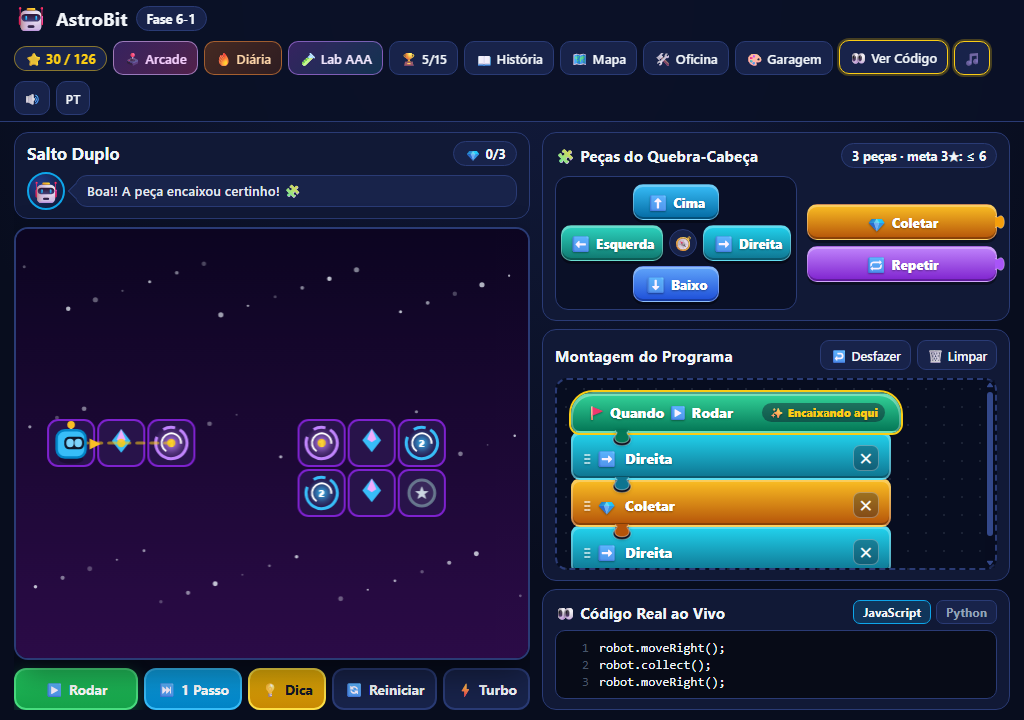 AstroBit
Fase 6-1
30 / 126
Arcade
Diária
Lab AAA
5/15
História
Mapa
Oficina
Garagem
Ver Código
PT
Salto Duplo
0/3
Boa!! A peça encaixou certinho!
2
2
Rodar
1 Passo
Dica
Reiniciar
Turbo
Peças do Quebra-Cabeça
3 peças · meta 3★: ≤ 6
Cima
Esquerda
Direita
Baixo
Coletar
Repetir
Montagem do Programa
Desfazer
Limpar
Quando Rodar
Encaixando aqui
Direita
Coletar
Direita
Código Real ao Vivo
JavaScript
Python
1 robot.moveRight();
2 robot.collect();
3 robot.moveRight();